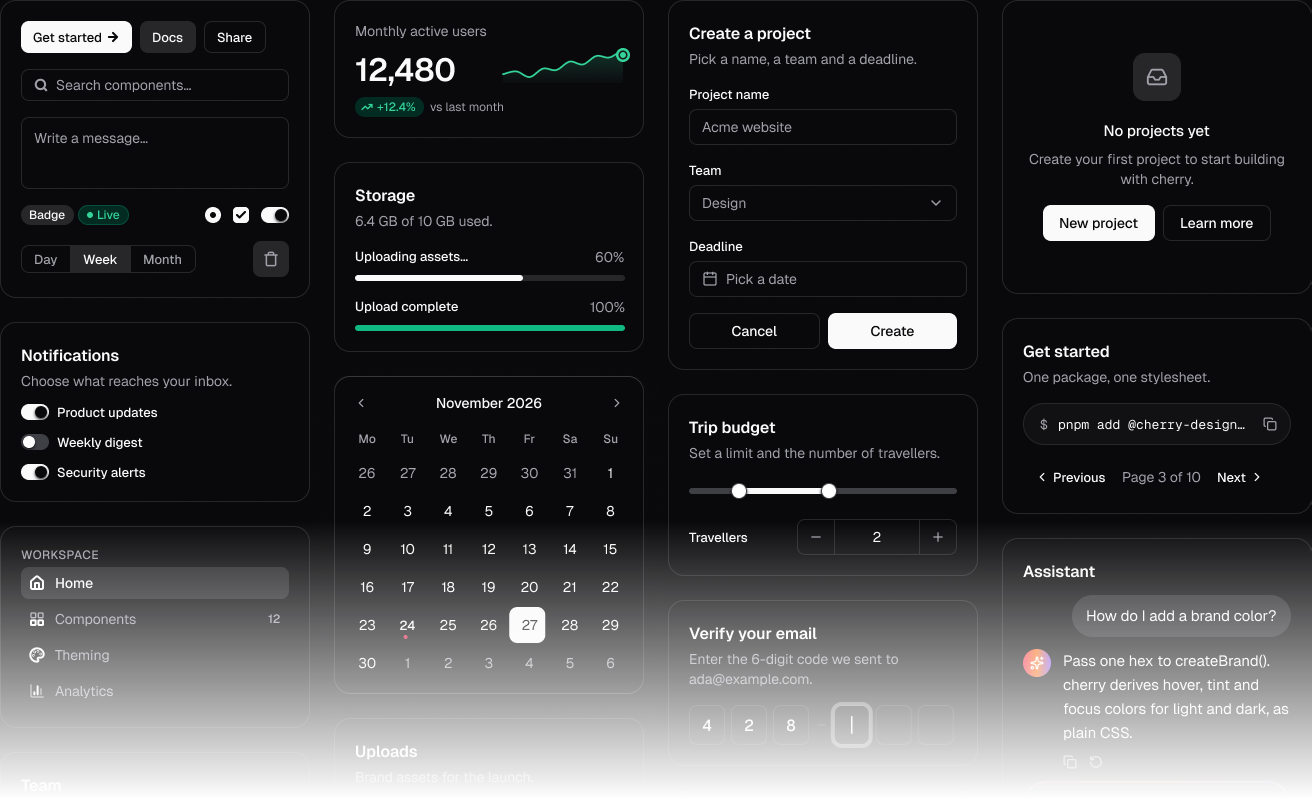 Get started
Docs
Share
Search components...
Write a message...
Badge
Live
Day
Week
Month
Notifications
Choose what reaches your inbox.
Product updates
Weekly digest
Security alerts
WORKSPACE
Home
Components 12
Theming
Analytics
Team
Monthly active users
12,480
+12.4% vs last month
Storage
6.4 GB of 10 GB used.
Uploading assets... 60%
Upload complete 100%
November 2026
Mo Tu We Th Fr Sa Su
26 27 28 29 30 31 1
2 3 4 5 6 7 8
9 10 11 12 13 14 15
16 17 18 19 20 21 22
23 24 25 26 27 28 29
30 1 2 3 4 5 6
Uploads
Brand assets for the launch.
Create a project
Pick a name, a team and a deadline.
Project name
Acme website
Team
Design
Deadline
Pick a date
Cancel
Create
Trip budget
Set a limit and the number of travellers.
Travellers − 2 +
Verify your email
Enter the 6-digit code we sent to
ada@example.com.
4 2 8 –
No projects yet
Create your first project to start building
with cherry.
New project
Learn more
Get started
One package, one stylesheet.
$ pnpm add @cherry-design…
Previous Page 3 of 10 Next
Assistant
How do I add a brand color?
Pass one hex to createBrand().
cherry derives hover, tint and
focus colors for light and dark, as
plain CSS.